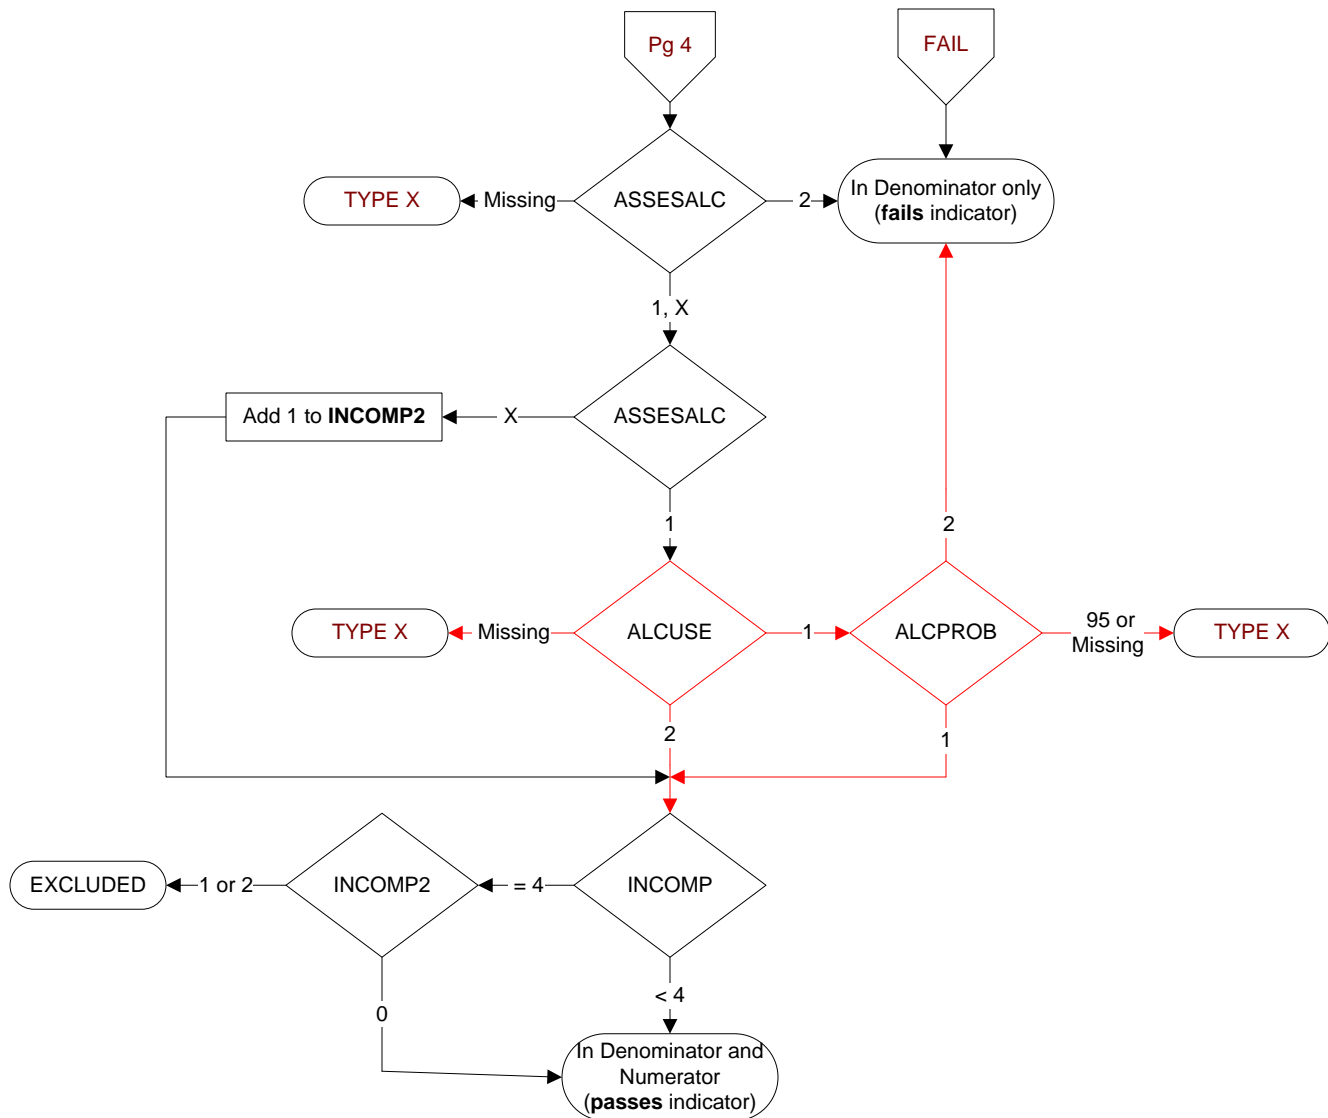 Pg 4
FAIL
TYPE X
Missing
ASSESALC
2
In Denominator only
(fails indicator)
1, X
Add 1 to INCOMP2
X
ASSESALC
1
2
TYPE X
Missing
ALCUSE
1
ALCPROB
95 or
Missing
TYPE X
2
1
EXCLUDED
1 or 2
INCOMP2
= 4
INCOMP
0
< 4
In Denominator and
Numerator
(passes indicator)